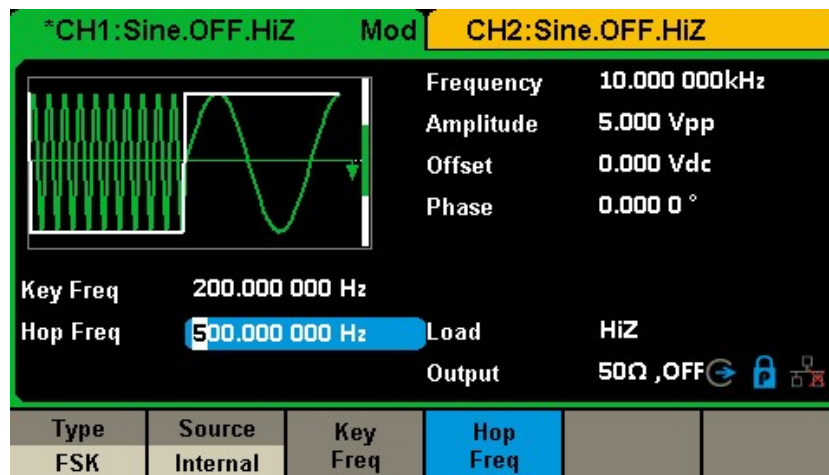 *CH1:Sine.OFF.HiZ Mod CH2:Sine.OFF.HiZ
Frequency 10.000 000kHz
Amplitude 5.000 Vpp
Offset 0.000 Vdc
Phase 0.000 0 °
Key Freq 200.000 000 Hz
Hop Freq 500.000 000 Hz
Load HiZ
Output 50Ω ,OFF
P
Type
FSK
Source
Internal
Key
Freq
Hop
Freq